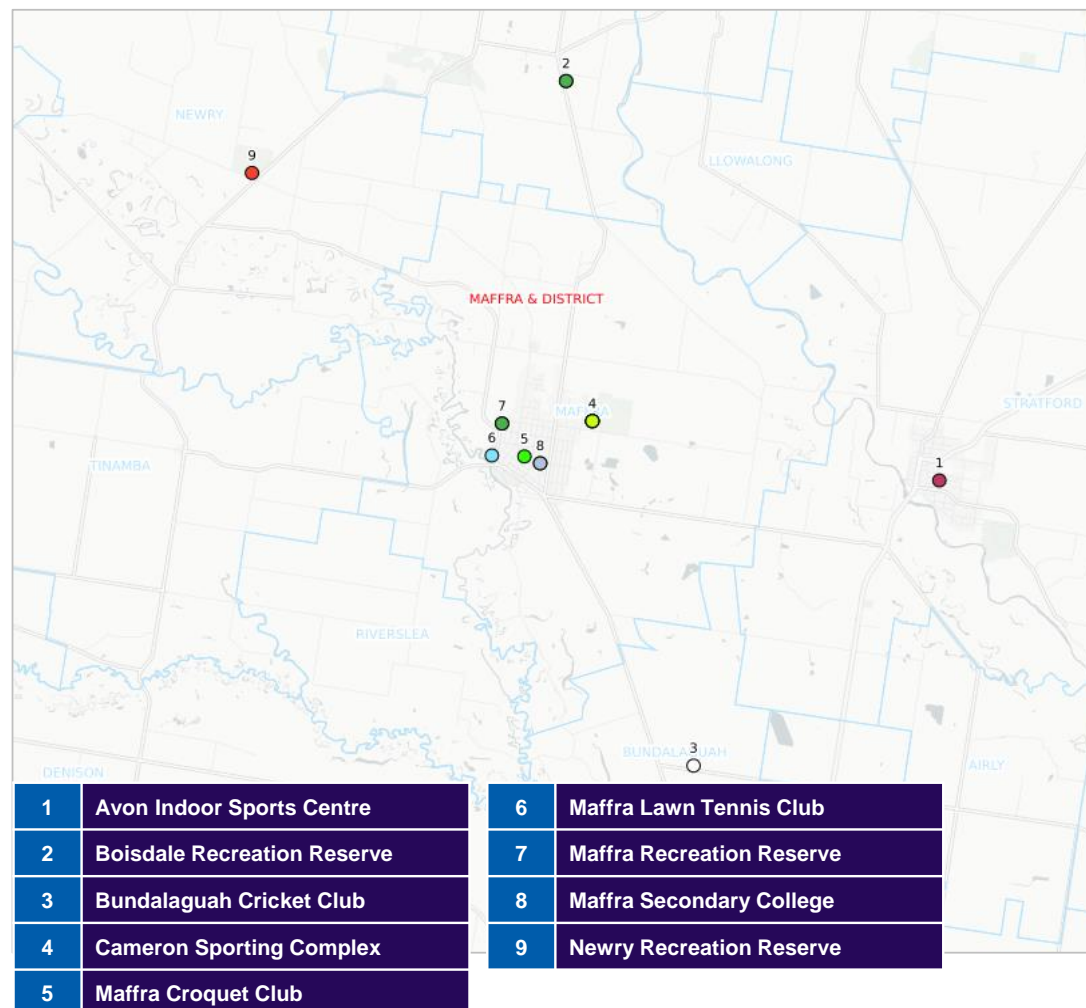 2
NEWRY
9
LLOWALONG
MAFFRA & DISTRICT
7
4
MAFFRA
STRATFORD
6
5
8
TINAMBA
1
RIVERSLEA
3
BUNDALAGUAH
AIRLY
DENISON
1 Avon Indoor Sports Centre
2 Boisdale Recreation Reserve
3 Bundalaguah Cricket Club
4 Cameron Sporting Complex
5 Maffra Croquet Club
6 Maffra Lawn Tennis Club
7 Maffra Recreation Reserve
8 Maffra Secondary College
9 Newry Recreation Reserve